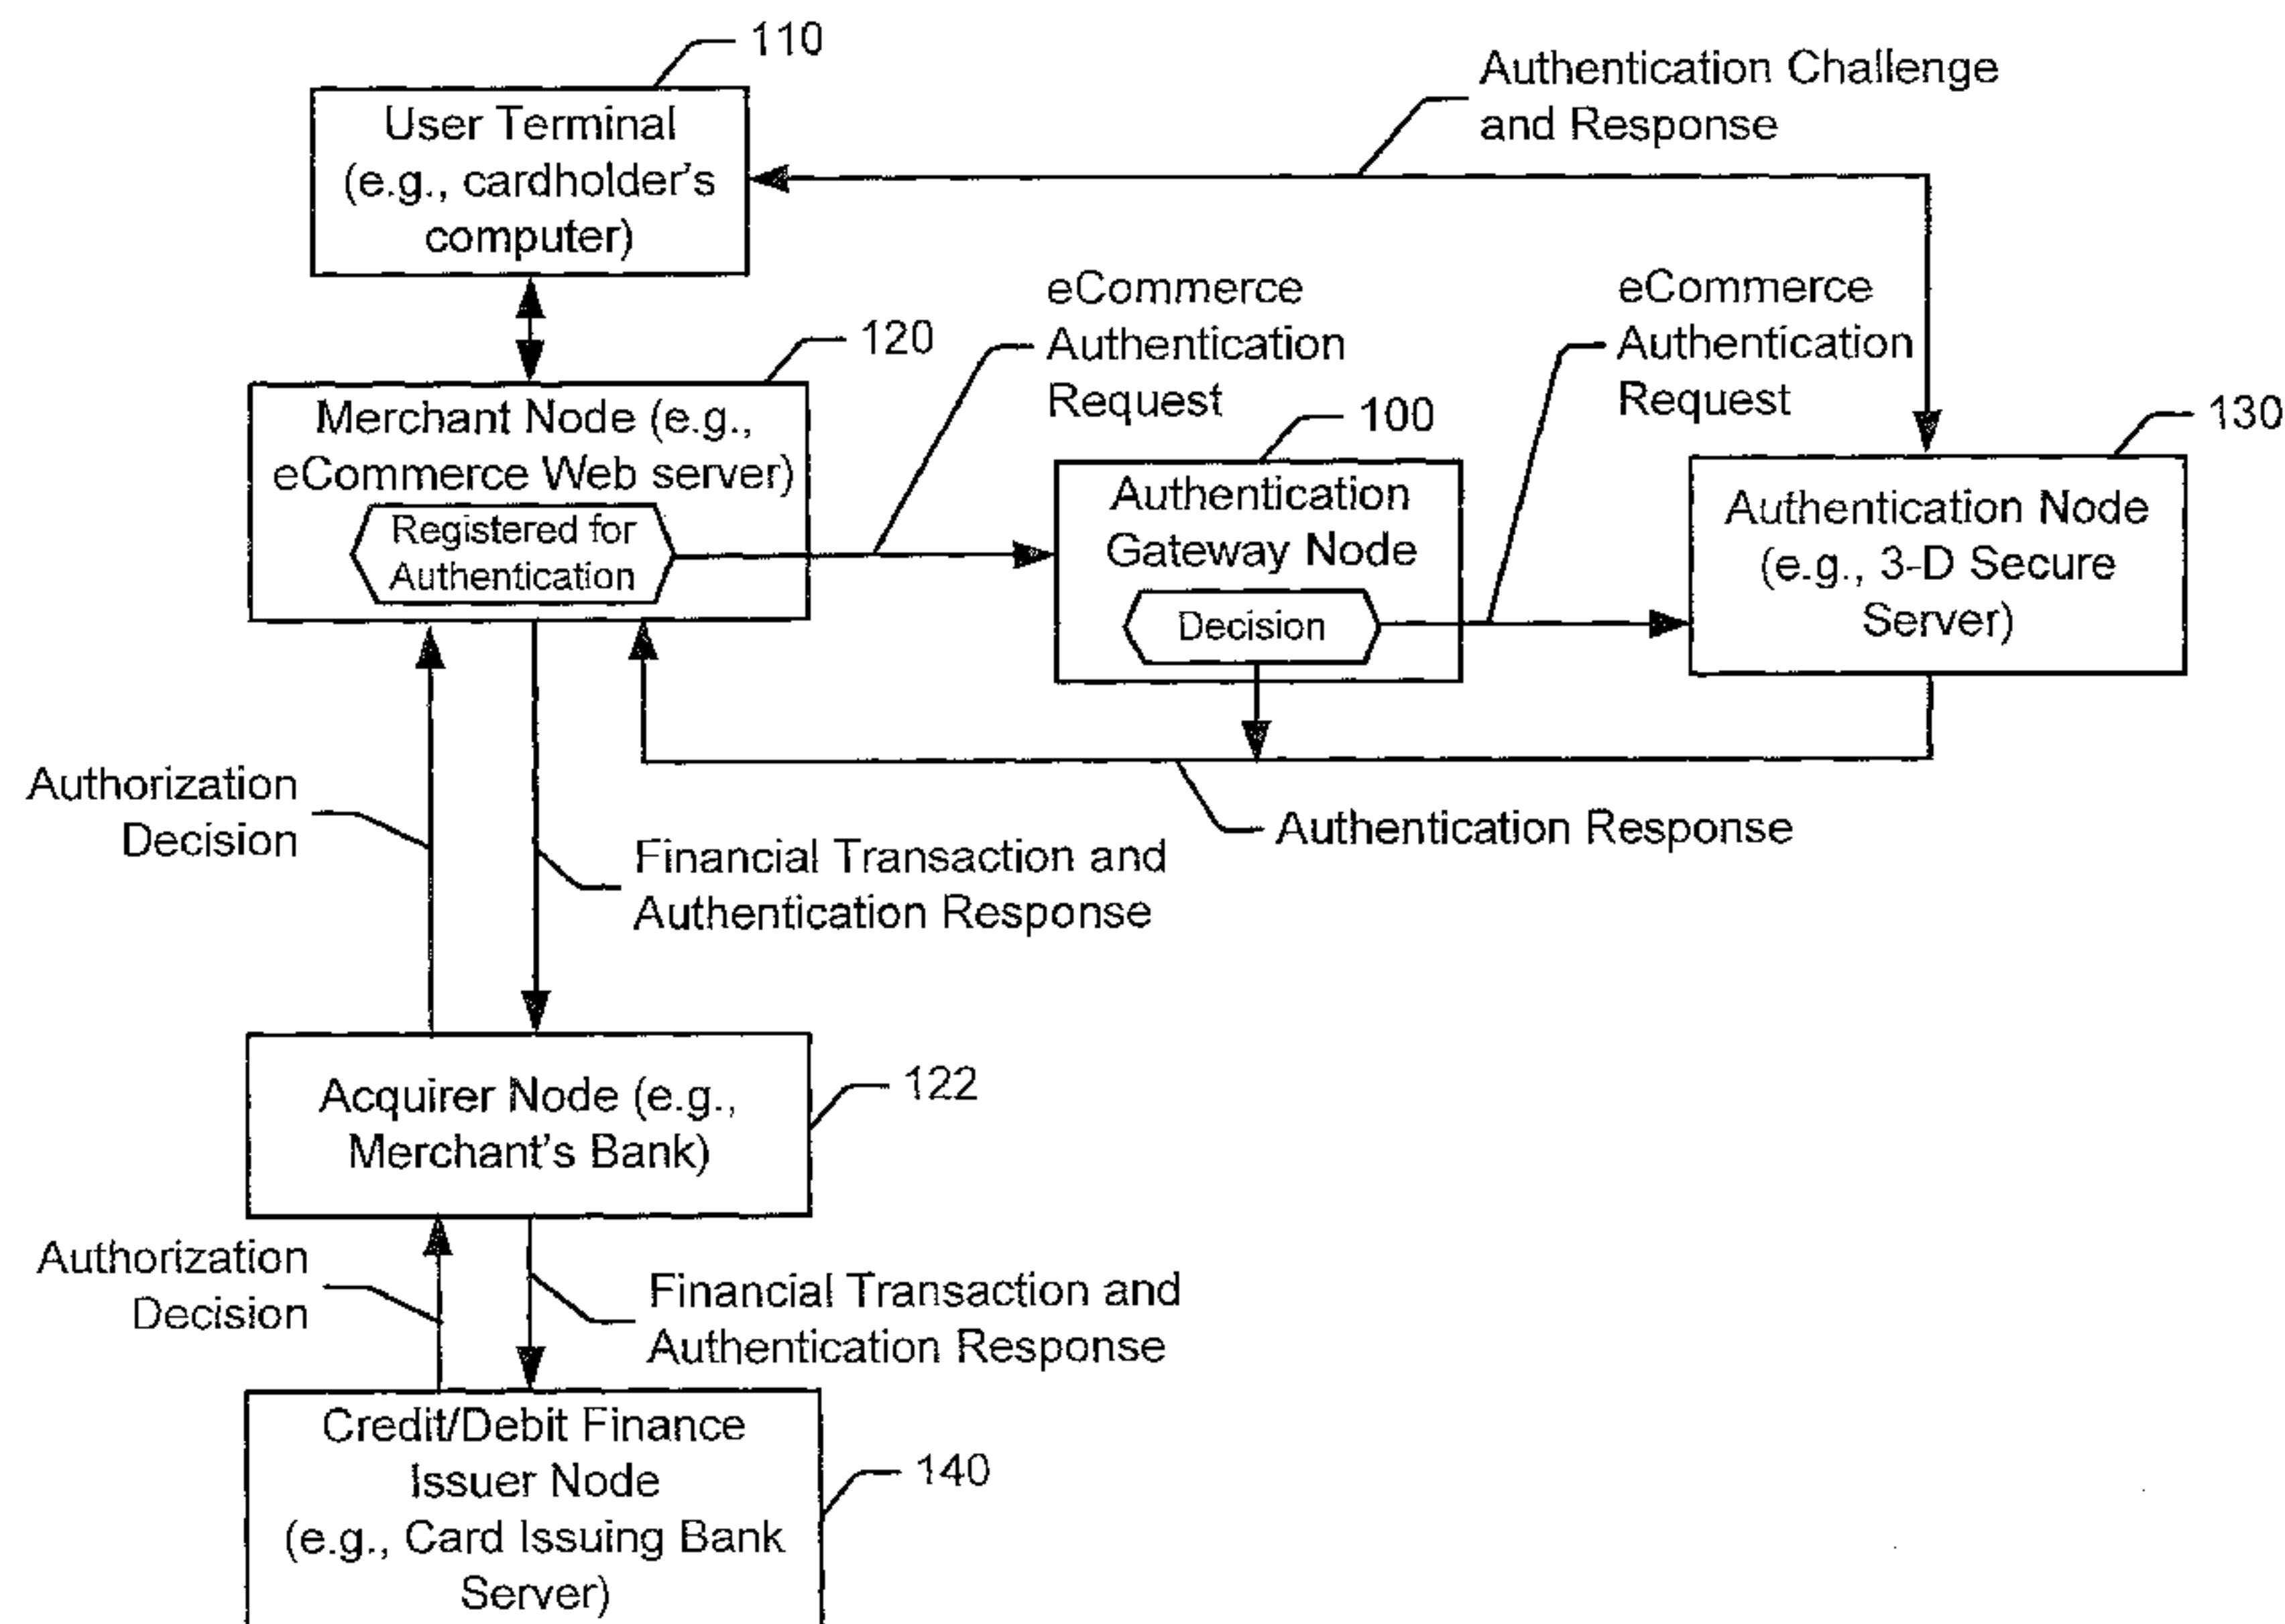 110
User Terminal
(e.g., cardholder's
computer)
Authentication Challenge
and Response
eCommerce
Authentication
Request
eCommerce
Authentication
Request
120
Merchant Node (e.g.,
eCommerce Web server)
Registered for
Authentication
100
Authentication
Gateway Node
Decision
130
Authentication Node
(e.g., 3-D Secure
Server)
Authorization
Decision
Financial Transaction and
Authentication Response
Authentication Response
122
Acquirer Node (e.g.,
Merchant's Bank)
Authorization
Decision
Financial Transaction and
Authentication Response
140
Credit/Debit Finance
Issuer Node
(e.g., Card Issuing Bank
Server)